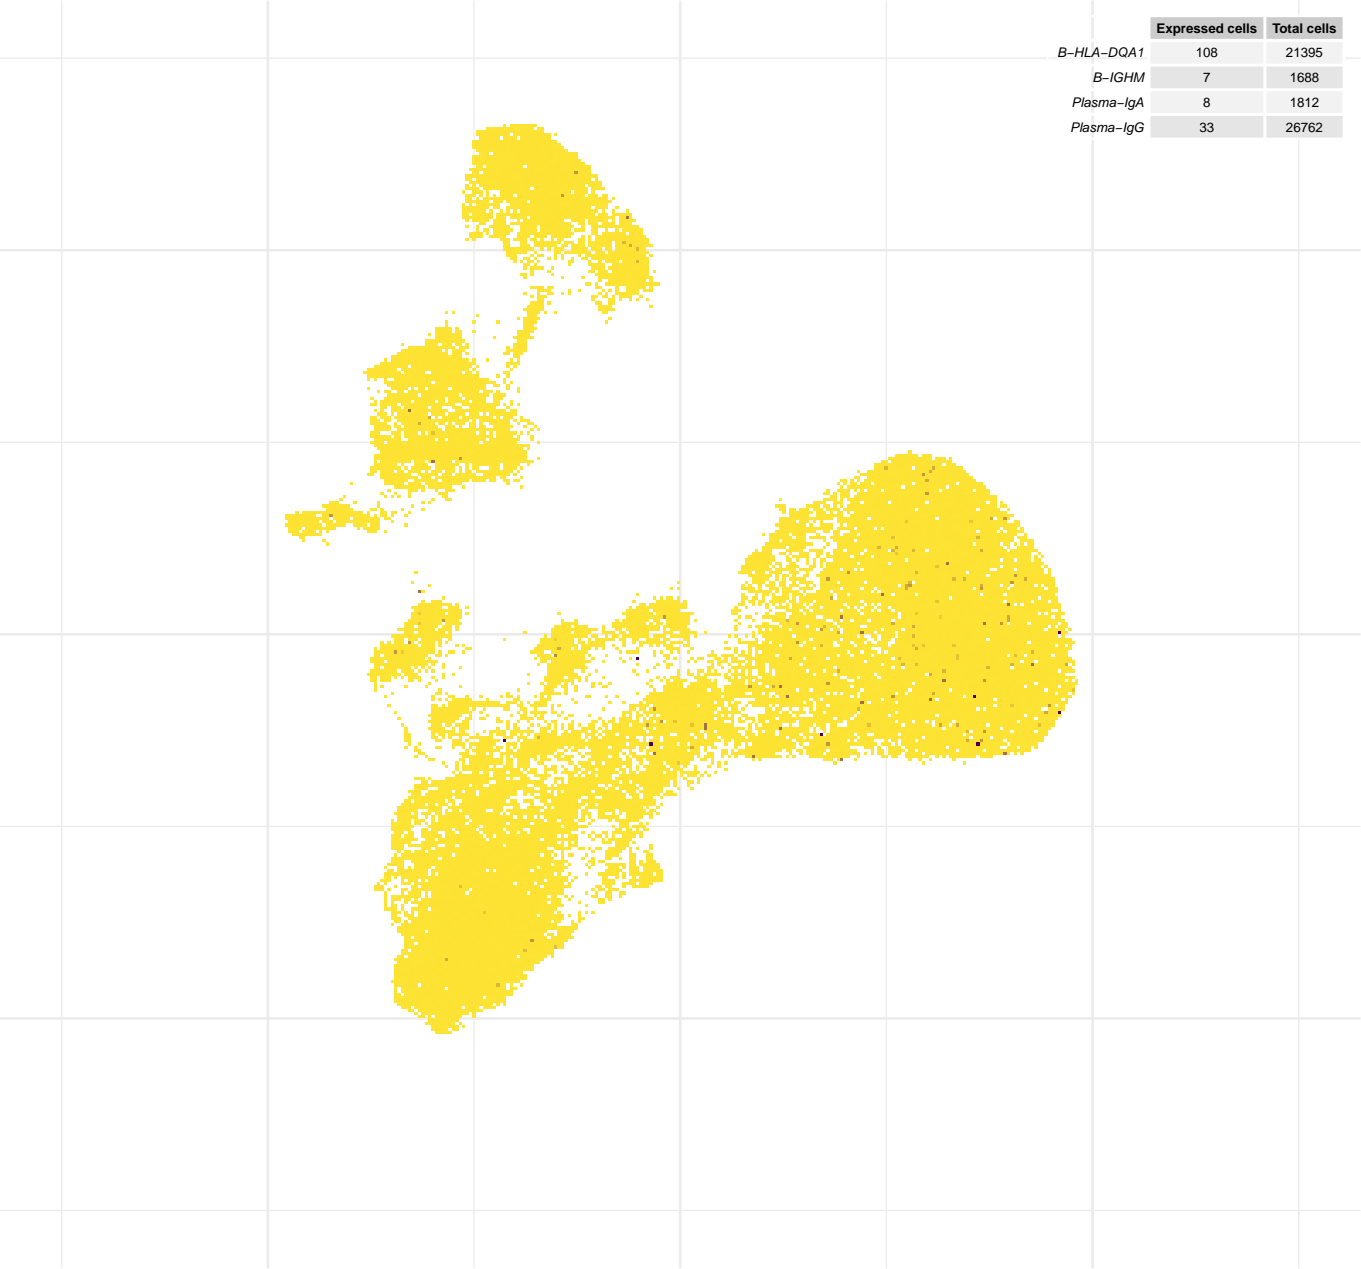 Expressed cells Total cells
B−HLA−DQA1 108 21395
B−IGHM 7 1688
Plasma−IgA 8 1812
Plasma−IgG 33 26762